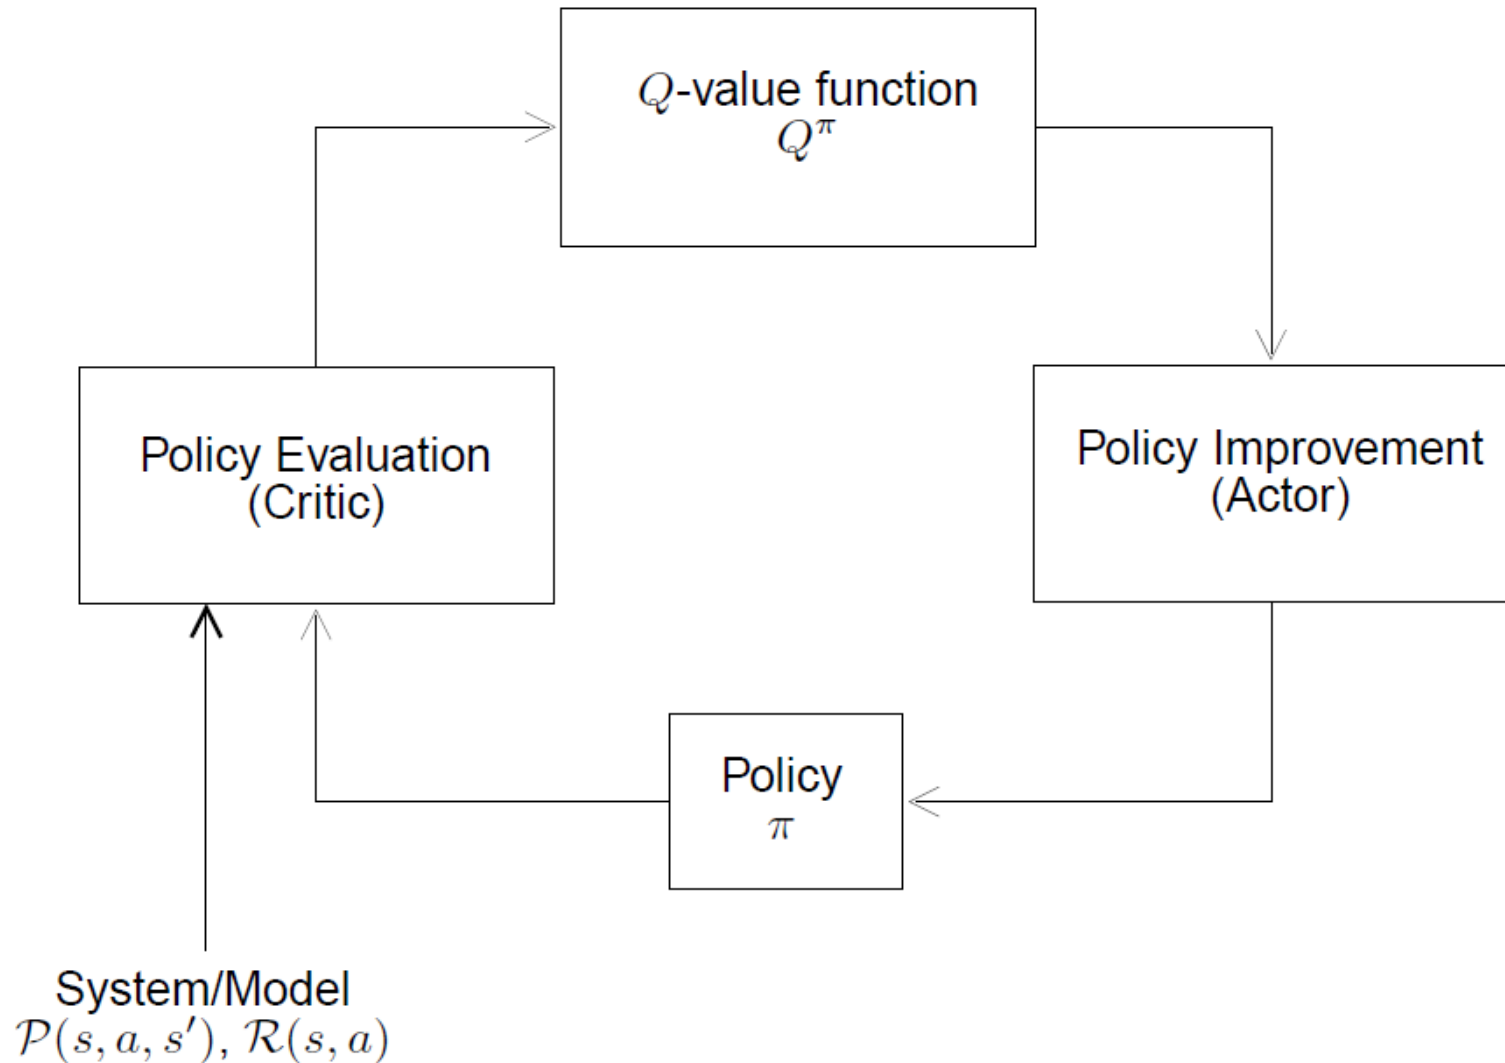 Q-value function
Q^π
Policy Evaluation
(Critic)
Policy Improvement
(Actor)
Policy
π
System/Model
𝒫(s, a, s′), ℛ(s, a)